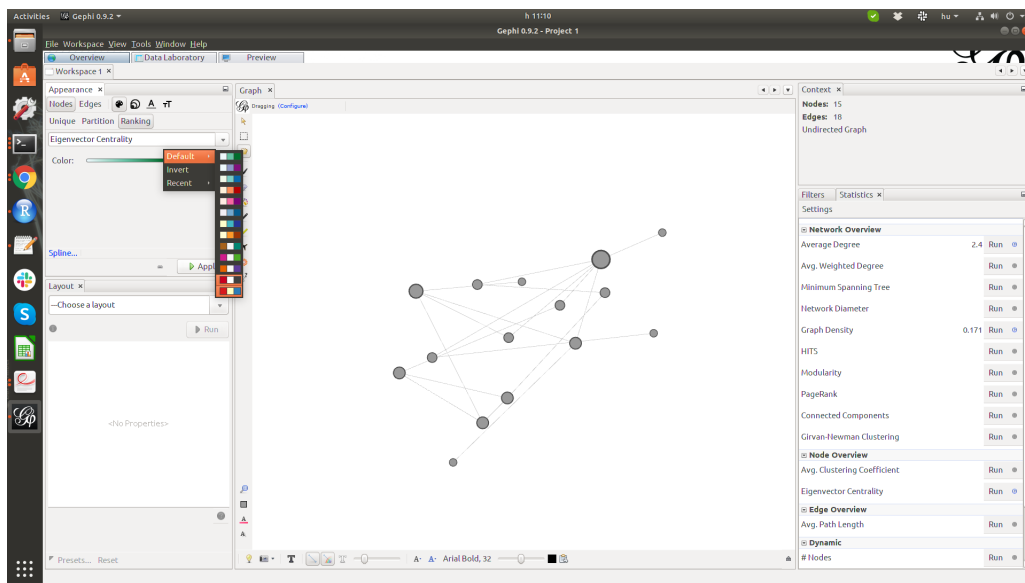 Activities Gephi 0.9.2 h 11:10 hu
Gephi 0.9.2 - Project 1
File Workspace View Tools Window Help
Overview Data Laboratory Preview
Workspace 1 ×
Appearance ×
Nodes Edges
Unique Partition Ranking
Eigenvector Centrality
Color:
Default
Invert
Recent
Spline...
Appl
Layout ×
---Choose a layout
Run
<No Properties>
Presets... Reset
Graph ×
Dragging (Configure)
A- A- Arial Bold, 32
Context ×
Nodes: 15
Edges: 18
Undirected Graph
Filters Statistics ×
Settings
Network Overview
Average Degree 2.4 Run
Avg. Weighted Degree Run
Minimum Spanning Tree Run
Network Diameter Run
Graph Density 0.171 Run
HITS Run
Modularity Run
PageRank Run
Connected Components Run
Girvan-Newman Clustering Run
Node Overview
Avg. Clustering Coefficient Run
Eigenvector Centrality Run
Edge Overview
Avg. Path Length Run
Dynamic
# Nodes Run